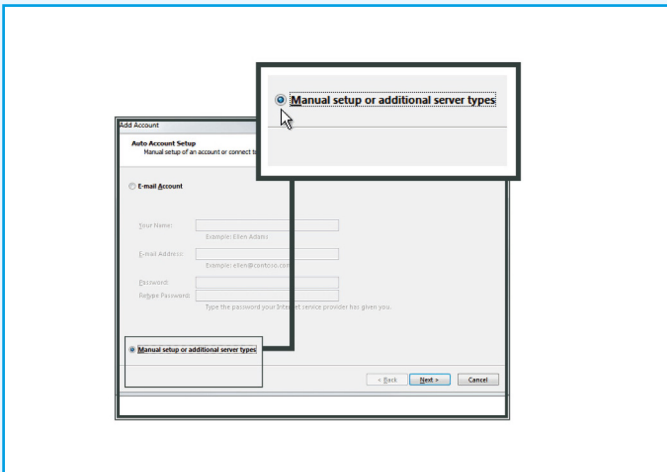 Manual setup or additional server types
Add Account
Auto Account Setup
Manual setup of an account or connect t
E-mail Account
Your Name:
Example: Ellen Adams
E-mail Address:
Example: ellen@contoso.com
Password:
Retype Password:
Type the password your Internet service provider has given you.
Manual setup or additional server types
< Back Next > Cancel